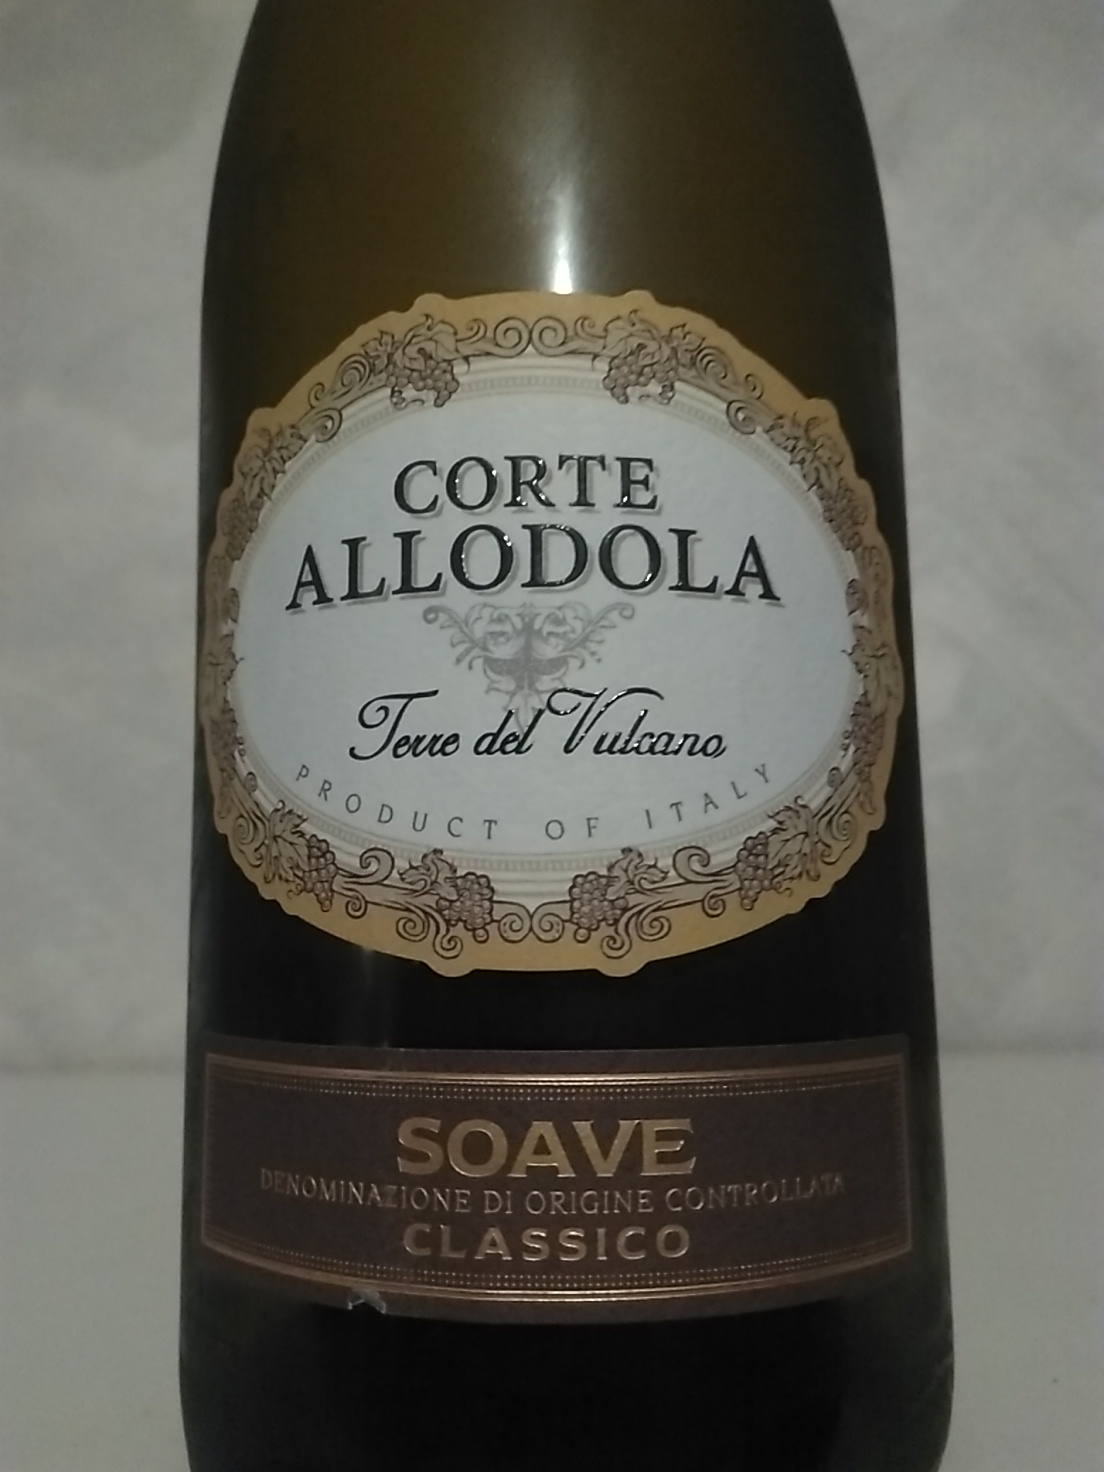 CORTE
ALLODOLA
Terre del Vulcano
PRODUCT OF ITALY
SOAVE
DENOMINAZIONE DI ORIGINE CONTROLLATA
CLASSICO